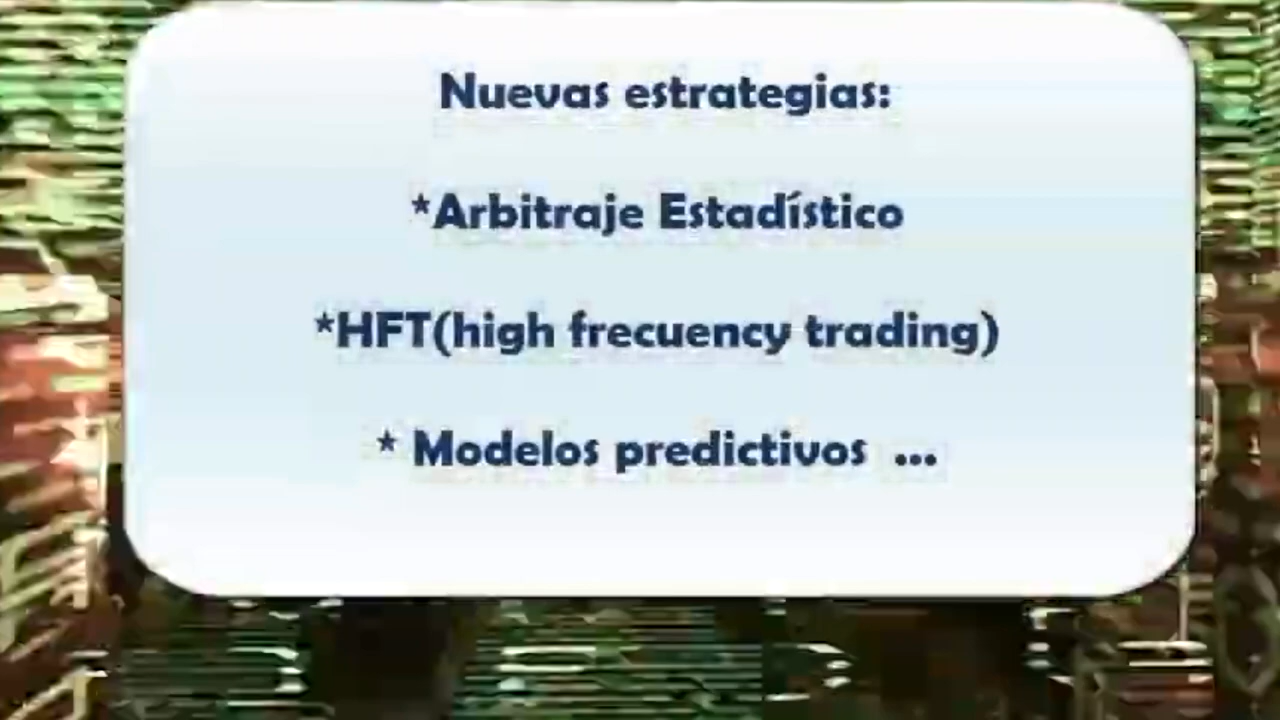 Nuevas estrategias:
*Arbitraje Estadístico
*HFT(high frecuency trading)
* Modelos predictivos ...